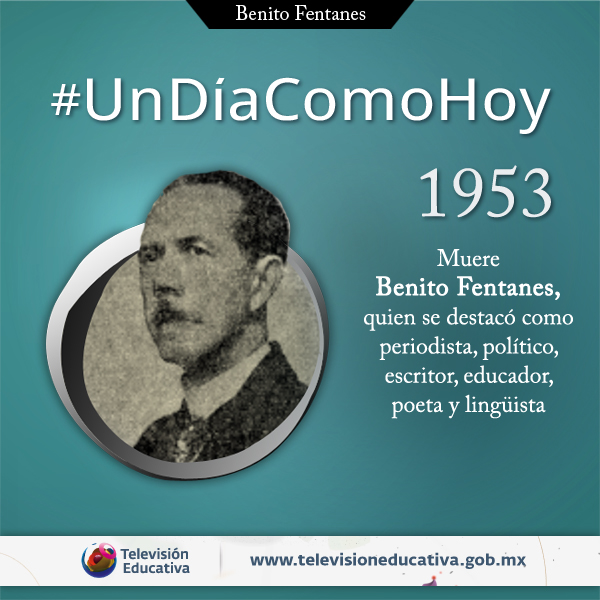 Benito Fentanes
#UnDíaComoHoy
1953
Muere
Benito Fentanes,
quien se destacó como
periodista, político,
escritor, educador,
poeta y lingüista
Televisión
Educativa
www.televisioneducativa.gob.mx